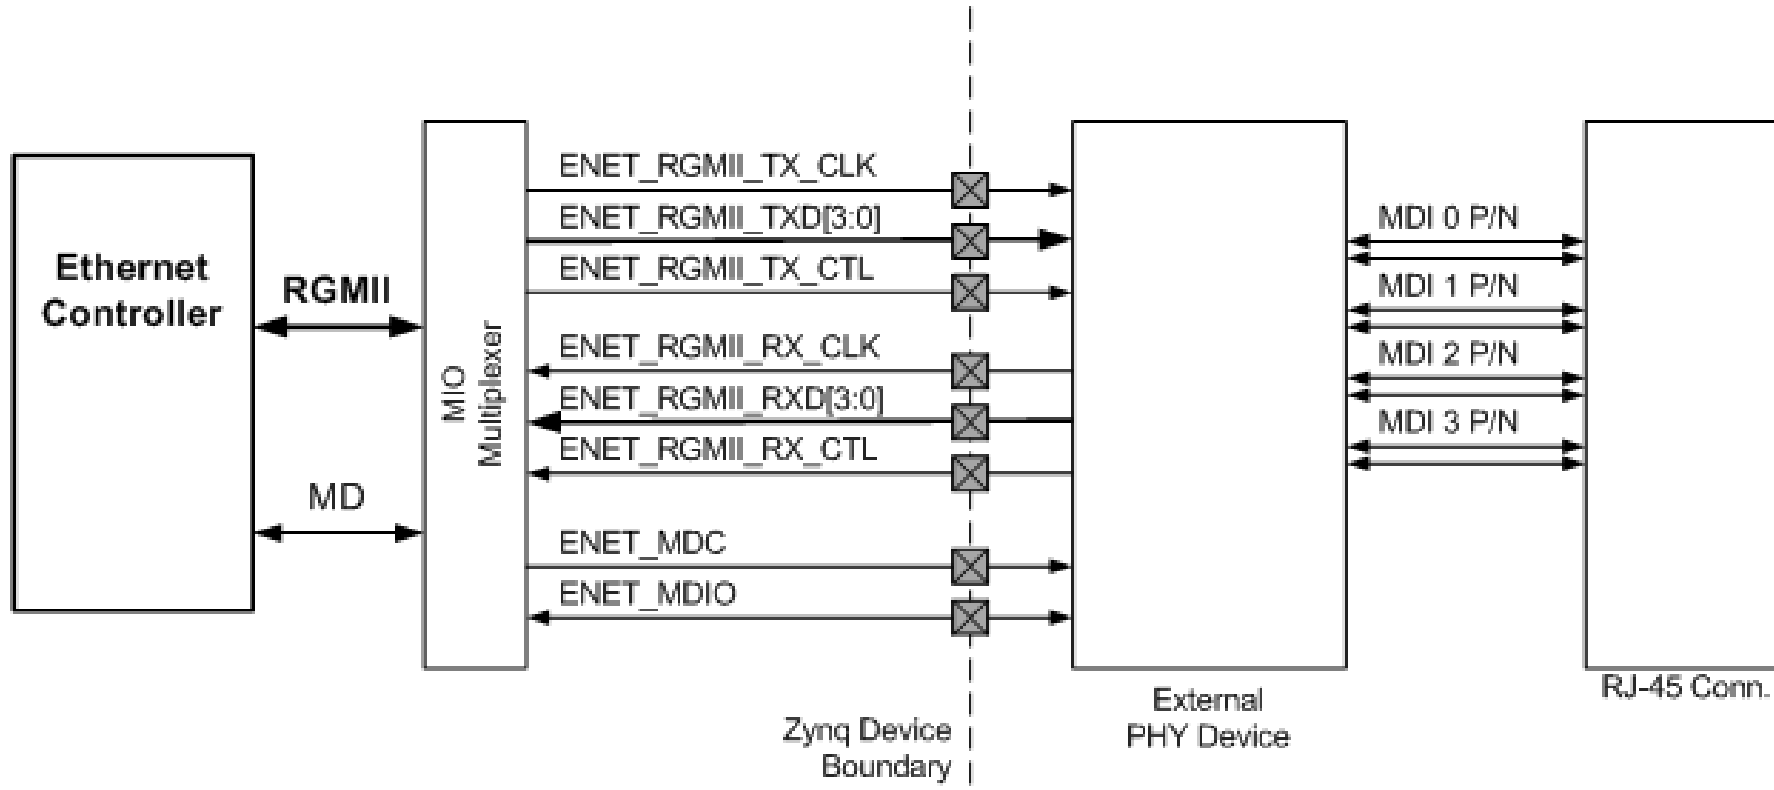 Ethernet
Controller
RGMII
MD
MIO
Multiplexer
ENET_RGMII_TX_CLK
ENET_RGMII_TXD[3:0]
ENET_RGMII_TX_CTL
ENET_RGMII_RX_CLK
ENET_RGMII_RXD[3:0]
ENET_RGMII_RX_CTL
ENET_MDC
ENET_MDIO
Zynq Device
Boundary
External
PHY Device
MDI 0 P/N
MDI 1 P/N
MDI 2 P/N
MDI 3 P/N
RJ-45 Conn.